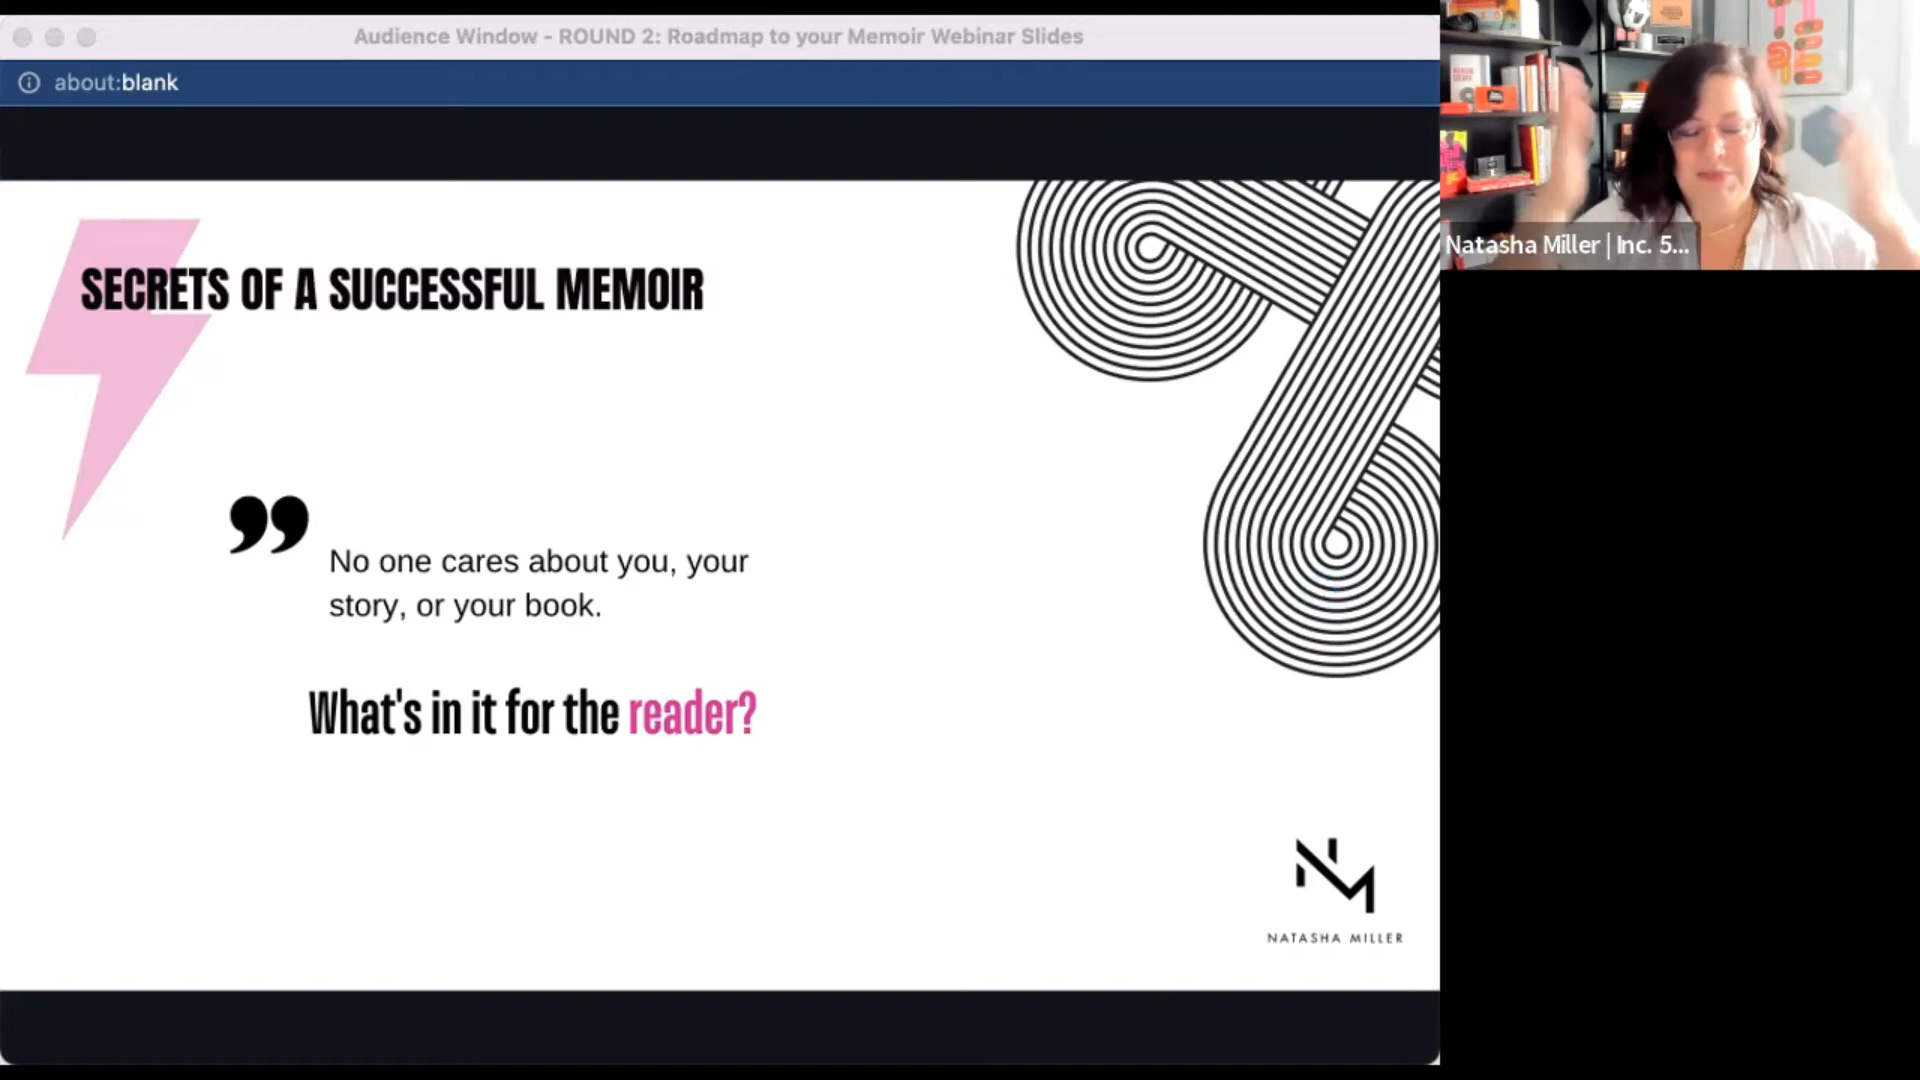 Audience Window - ROUND 2: Roadmap to your Memoir Webinar Slides
about:blank
Natasha Miller | Inc. 5...
SECRETS OF A SUCCESSFUL MEMOIR
” No one cares about you, your
story, or your book.
What's in it for the reader?
NM
NATASHA MILLER